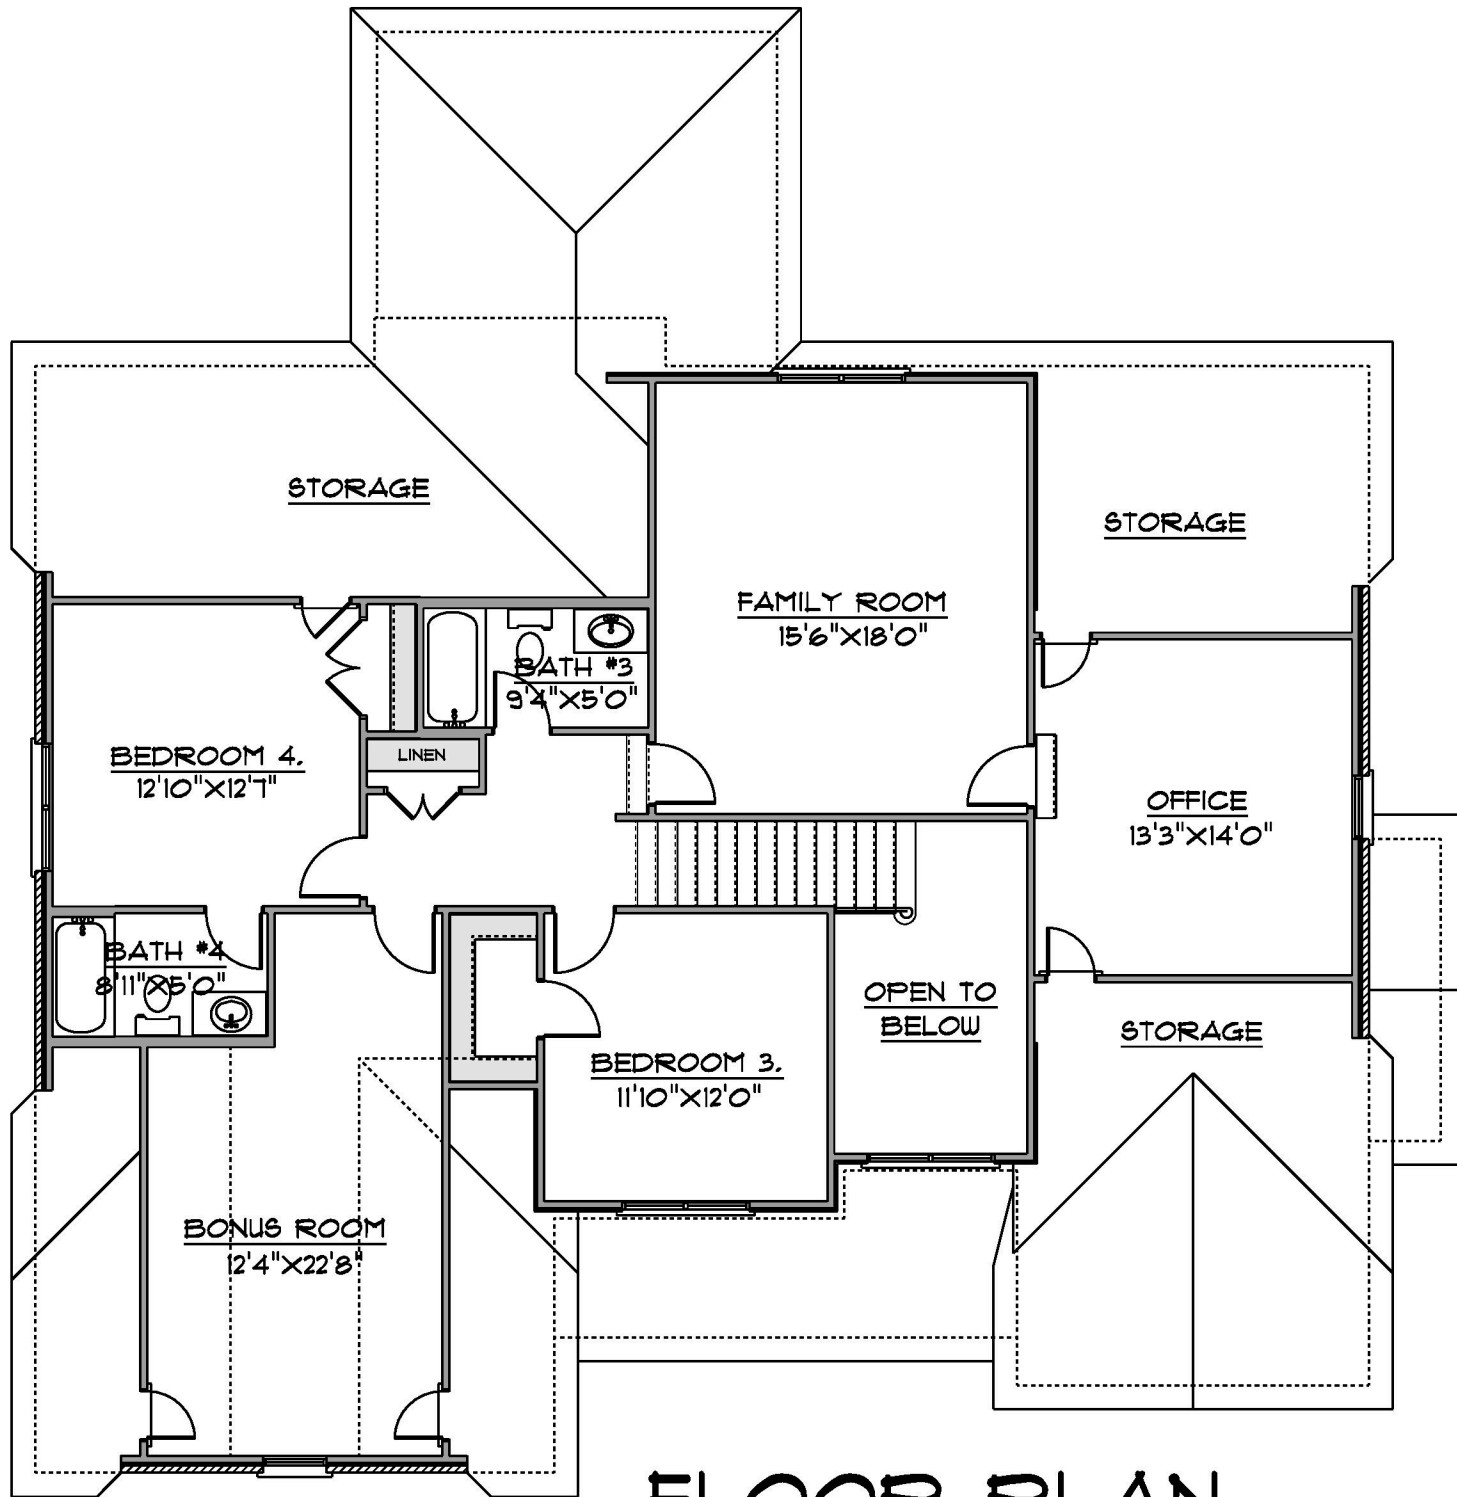 STORAGE
STORAGE
FAMILY ROOM
15'6"X18'0"
BATH #3
9'4"X5'0"
BEDROOM 4.
12'10"X12'7"
LINEN
OFFICE
13'3"X14'0"
BATH #4
8'11"X5'0"
OPEN TO
BELOW
STORAGE
BEDROOM 3.
11'10"X12'0"
BONUS ROOM
12'4"X22'8"
FLOOR PLAN